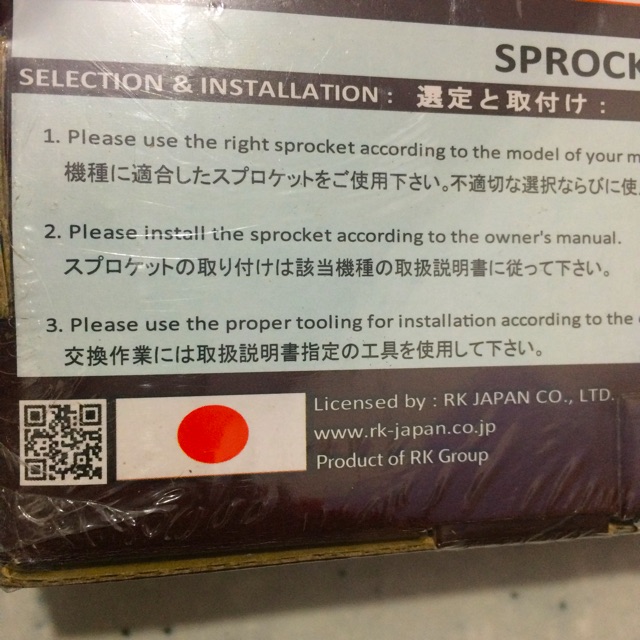 SPROCK
SELECTION & INSTALLATION : 選定と取付け :
1. Please use the right sprocket according to the model of your m
機種に適合したスプロケットをご使用下さい。不適切な選択ならびに使
2. Please install the sprocket according to the owner's manual.
スプロケットの取り付けは該当機種の取扱説明書に従って下さい。
3. Please use the proper tooling for installation according to the
交換作業には取扱説明書指定の工具を使用して下さい。
Licensed by : RK JAPAN CO., LTD.
www.rk-japan.co.jp
Product of RK Group